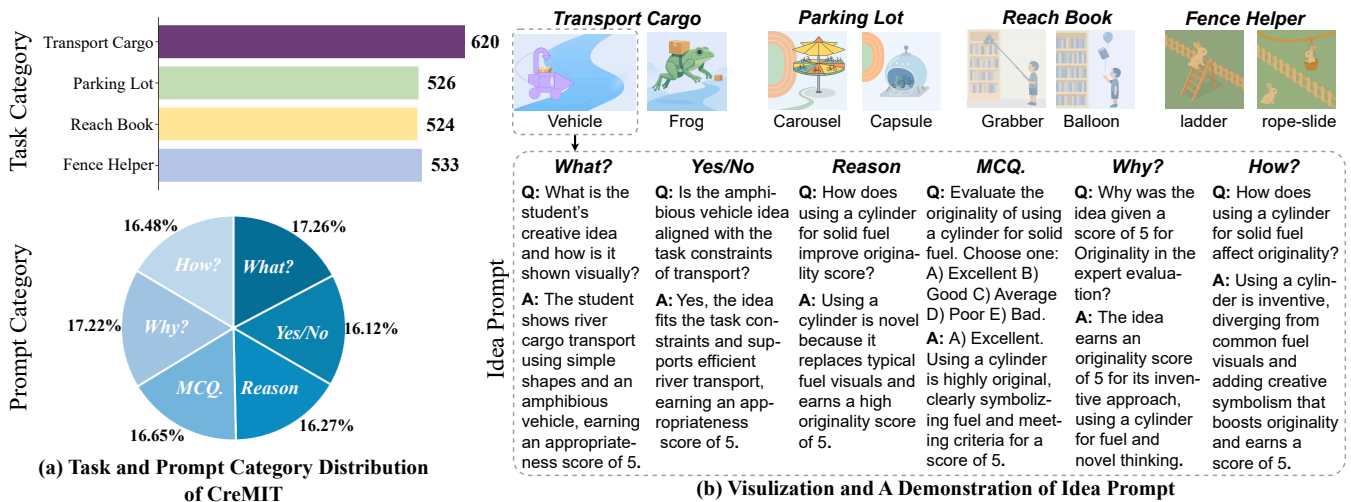 Task Category
Transport Cargo
620
Parking Lot
526
Reach Book
524
Fence Helper
533
Prompt Category
16.48%
17.26%
How?
What?
17.22%
Why?
Yes/No
16.12%
MCQ.
Reason
16.65%
16.27%
(a) Task and Prompt Category Distribution
of CreMIT
Transport Cargo
Parking Lot
Reach Book
Fence Helper
Vehicle
Frog
Carousel
Capsule
Grabber
Balloon
ladder
rope-slide
Idea Prompt
What?
Q: What is the
student's
creative idea
and how is it
shown visually?
A: The student
shows river
cargo transport
using simple
shapes and an
amphibious
vehicle, earning
an appropriate-
ness score of 5.
Yes/No
Q: Is the amphi-
bious vehicle idea
aligned with the
task constraints
of transport?
A: Yes, the idea
fits the task con-
straints and supp-
orts efficient
river transport,
earning an app-
ropriateness
score of 5.
Reason
Q: How does
using a cylinder
for solid fuel
improve origin-
ality score?
A: Using a
cylinder is novel
because it
replaces typical
fuel visuals and
earns a high
originality score
of 5.
MCQ.
Q: Evaluate the
originality of using
a cylinder for solid
fuel. Choose one:
A) Excellent B)
Good C) Average
D) Poor E) Bad.
A: A) Excellent.
Using a cylinder
is highly original,
clearly symboliz-
ing fuel and meet-
ing criteria for a
score of 5.
Why?
Q: Why was the
idea given a
score of 5 for
Originality in the
expert evalua-
tion?
A: The idea
earns an
originality score
of 5 for its inven-
tive approach,
using a cylinder
for fuel and
novel thinking.
How?
Q: How does
using a cylinder
for solid fuel
affect originality?
A: Using a cylin-
der is inventive,
diverging from
common fuel
visuals and
adding creative
symbolism that
boosts originality
and earns a
score of 5.
(b) Visulization and A Demonstration of Idea Prompt